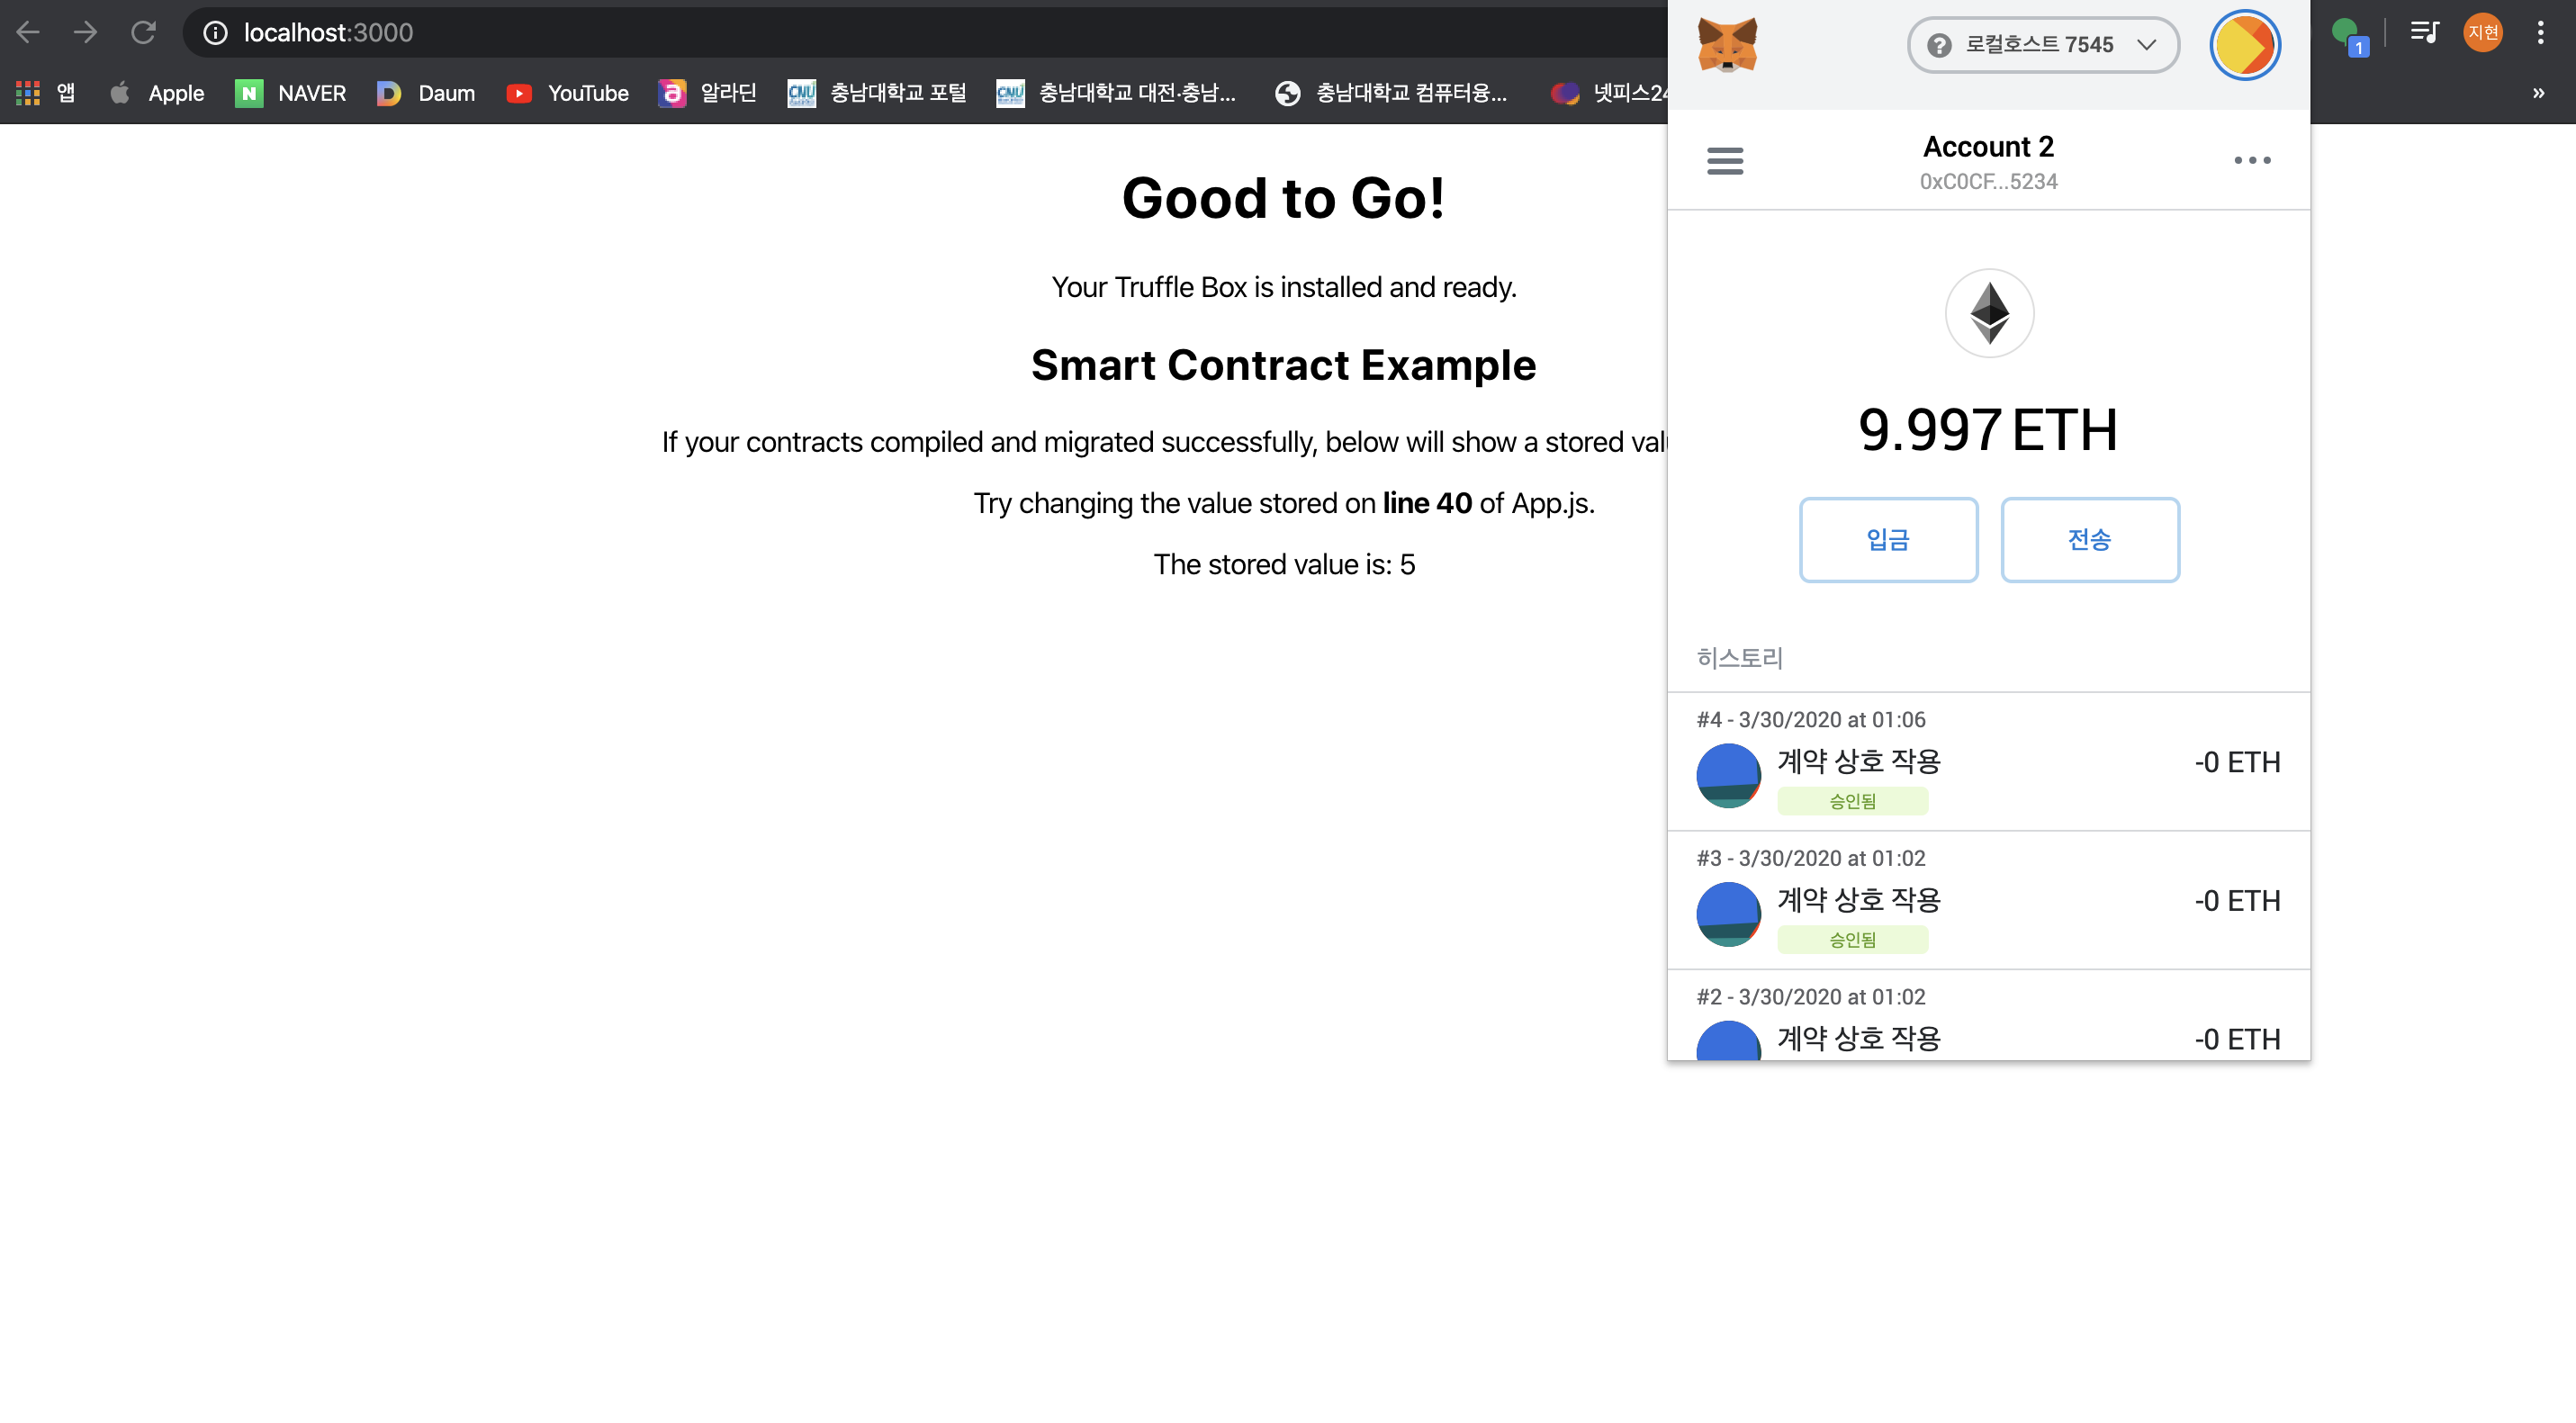 localhost:3000
앱 Apple NAVER Daum YouTube 알라딘 충남대학교 포털 충남대학교 대전·충남... 충남대학교 컴퓨터융... 넷피스24 »
1
지현
Good to Go!
Your Truffle Box is installed and ready.
Smart Contract Example
If your contracts compiled and migrated successfully, below will show a stored val
Try changing the value stored on line 40 of App.js.
The stored value is: 5
로컬호스트 7545
Account 2
0xC0CF...5234
9.997 ETH
입금 전송
히스토리
#4 - 3/30/2020 at 01:06
계약 상호 작용 -0 ETH
승인됨
#3 - 3/30/2020 at 01:02
계약 상호 작용 -0 ETH
승인됨
#2 - 3/30/2020 at 01:02
계약 상호 작용 -0 ETH